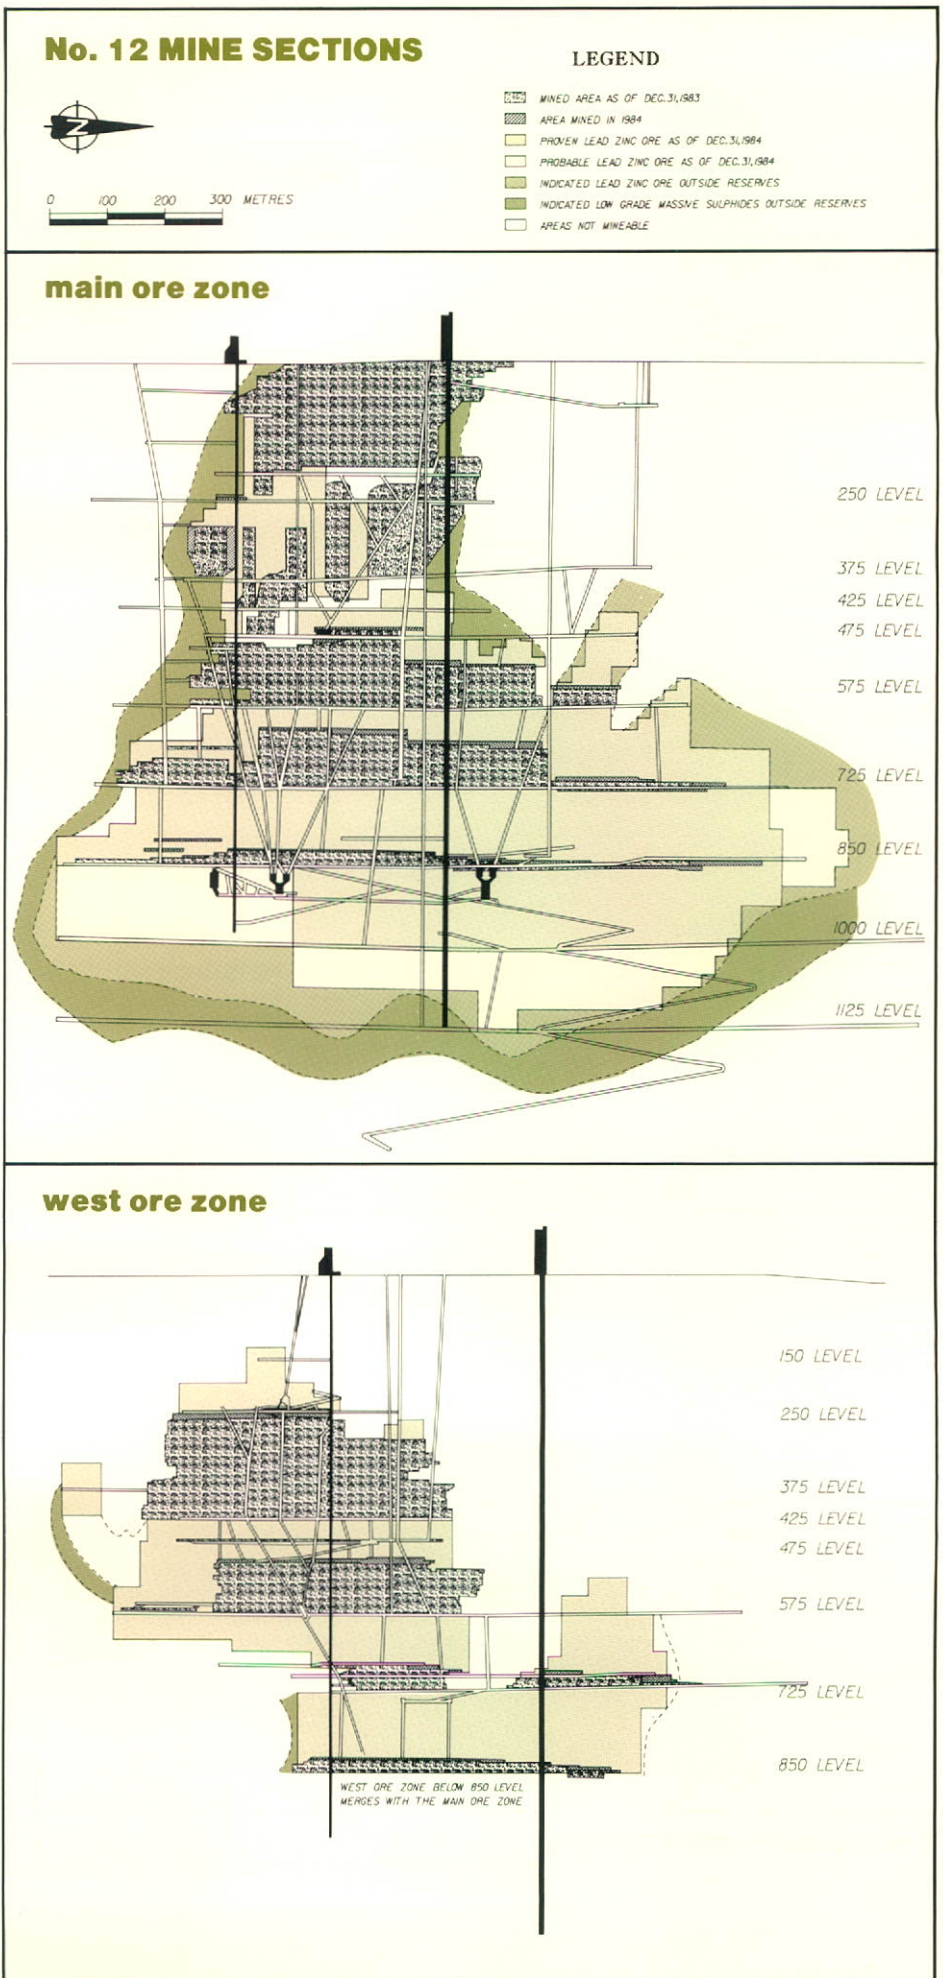 No. 12 MINE SECTIONS
LEGEND
MINED AREA AS OF DEC.31,1983
AREA MINED IN 1984
PROVEN LEAD ZINC ORE AS OF DEC.31,1984
PROBABLE LEAD ZINC ORE AS OF DEC.31,1984
INDICATED LEAD ZINC ORE OUTSIDE RESERVES
INDICATED LOW GRADE MASSIVE SULPHIDES OUTSIDE RESERVES
AREAS NOT MINEABLE
Z
0 100 200 300 METRES
main ore zone
250 LEVEL
375 LEVEL
425 LEVEL
475 LEVEL
575 LEVEL
725 LEVEL
850 LEVEL
1000 LEVEL
1125 LEVEL
west ore zone
150 LEVEL
250 LEVEL
375 LEVEL
425 LEVEL
475 LEVEL
575 LEVEL
725 LEVEL
850 LEVEL
WEST ORE ZONE BELOW 850 LEVEL
MERGES WITH THE MAIN ORE ZONE